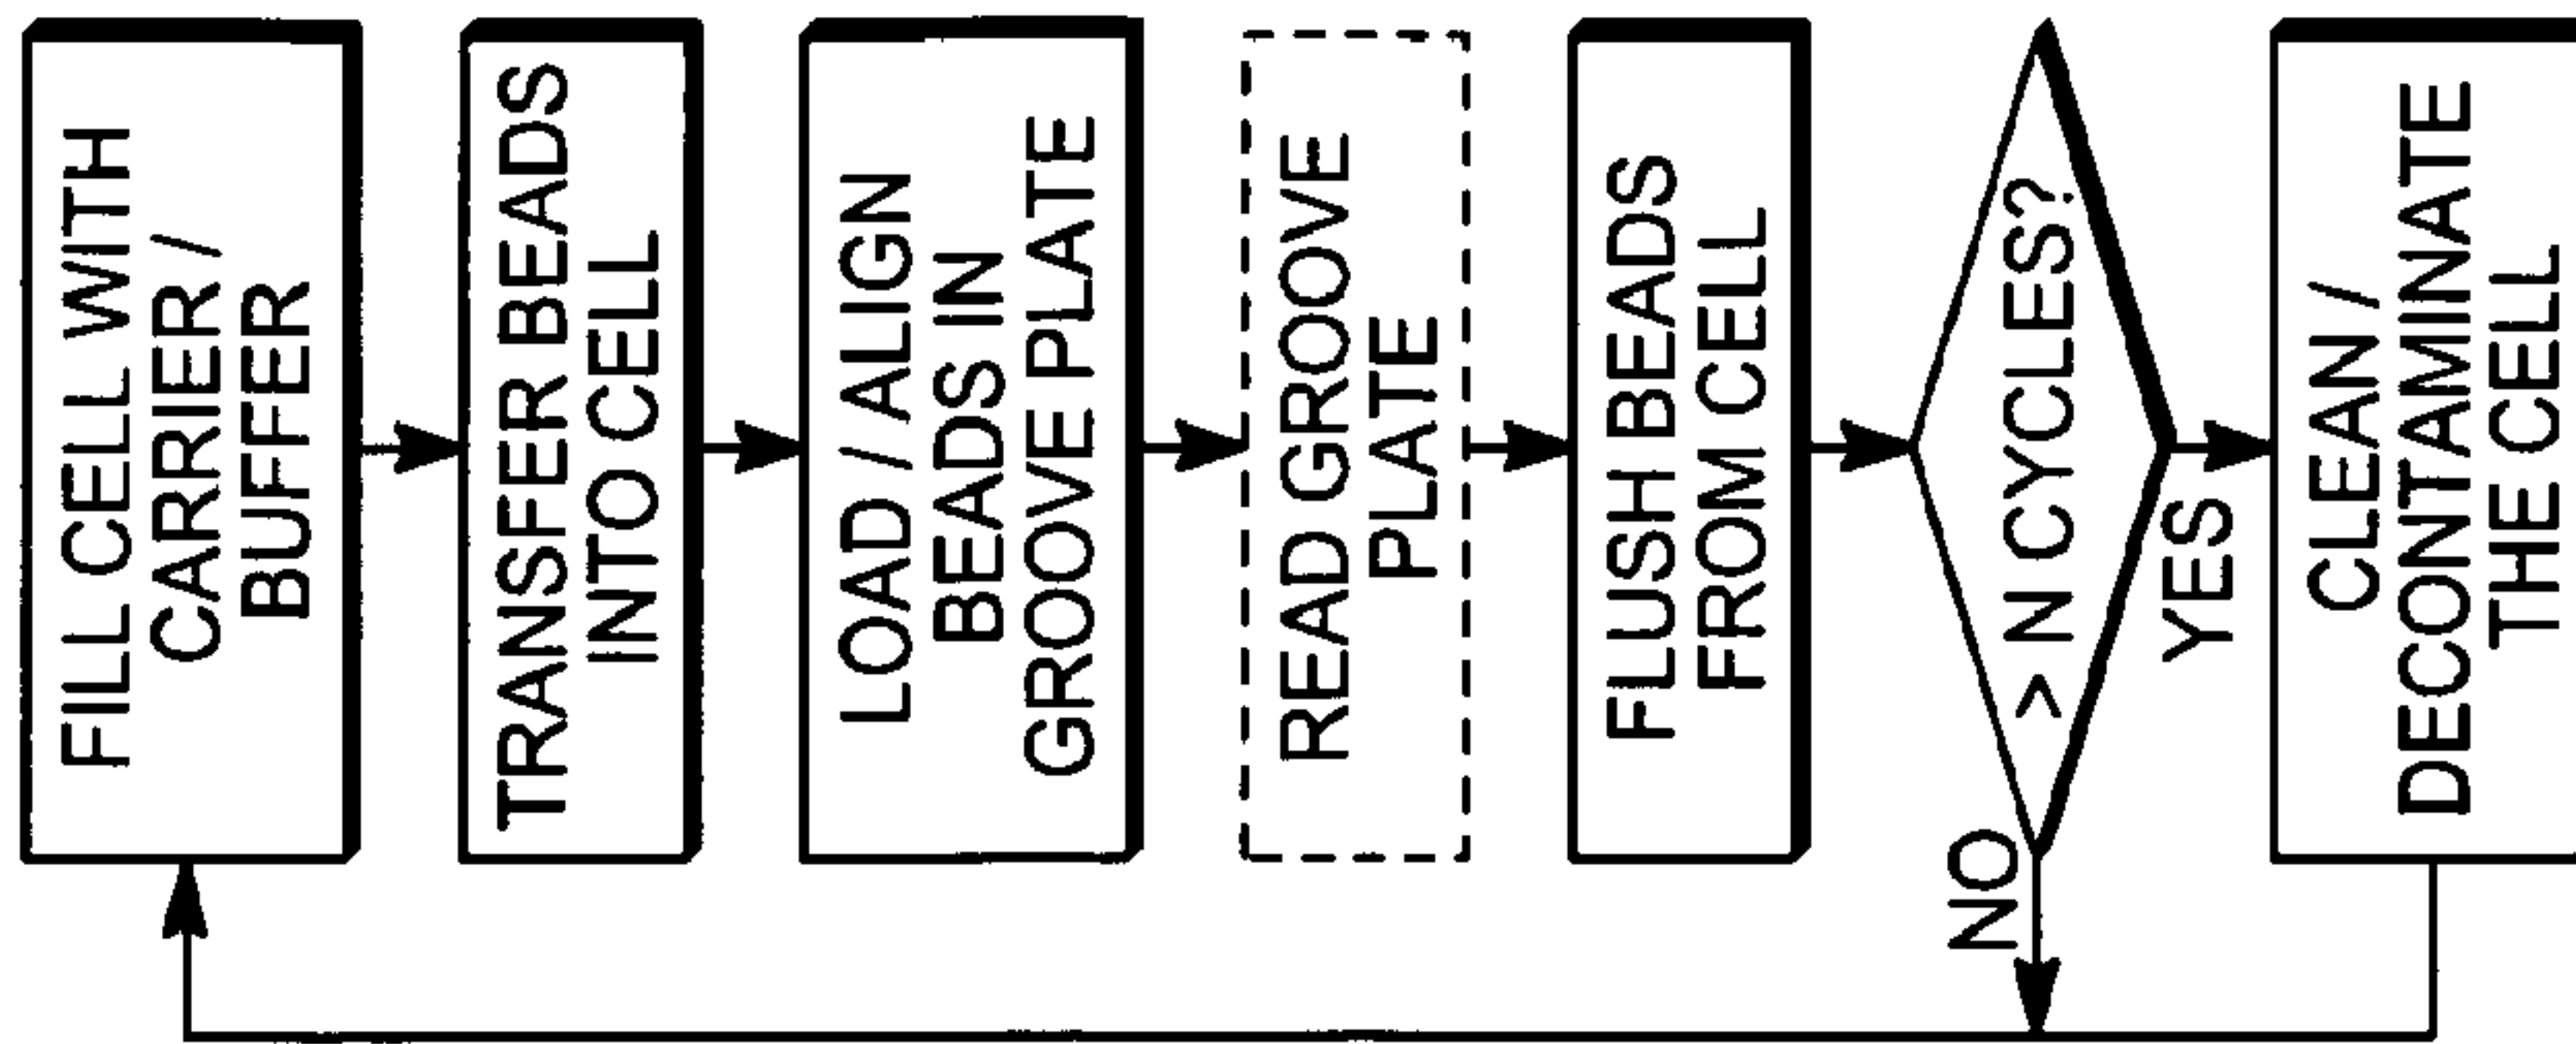 FILL CELL WITH
CARRIER /
BUFFER
TRANSFER BEADS
INTO CELL
LOAD / ALIGN
BEADS IN
GROOVE PLATE
READ GROOVE
PLATE
FLUSH BEADS
FROM CELL
> N CYCLES?
NO
YES
CLEAN /
DECONTAMINATE
THE CELL